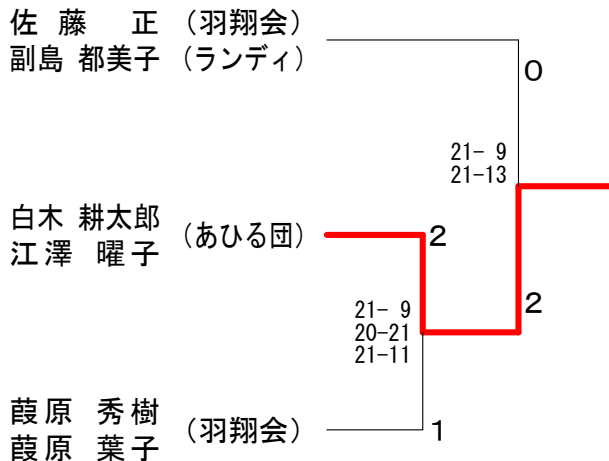 佐 藤 正 (羽翔会)
副島 都美子 (ランディ)
0
21- 9
21-13
白木 耕太郎
江澤 曜子
(あひる団)
2
2
21- 9
20-21
21-11
葭原 秀樹
葭原 葉子
(羽翔会)
1